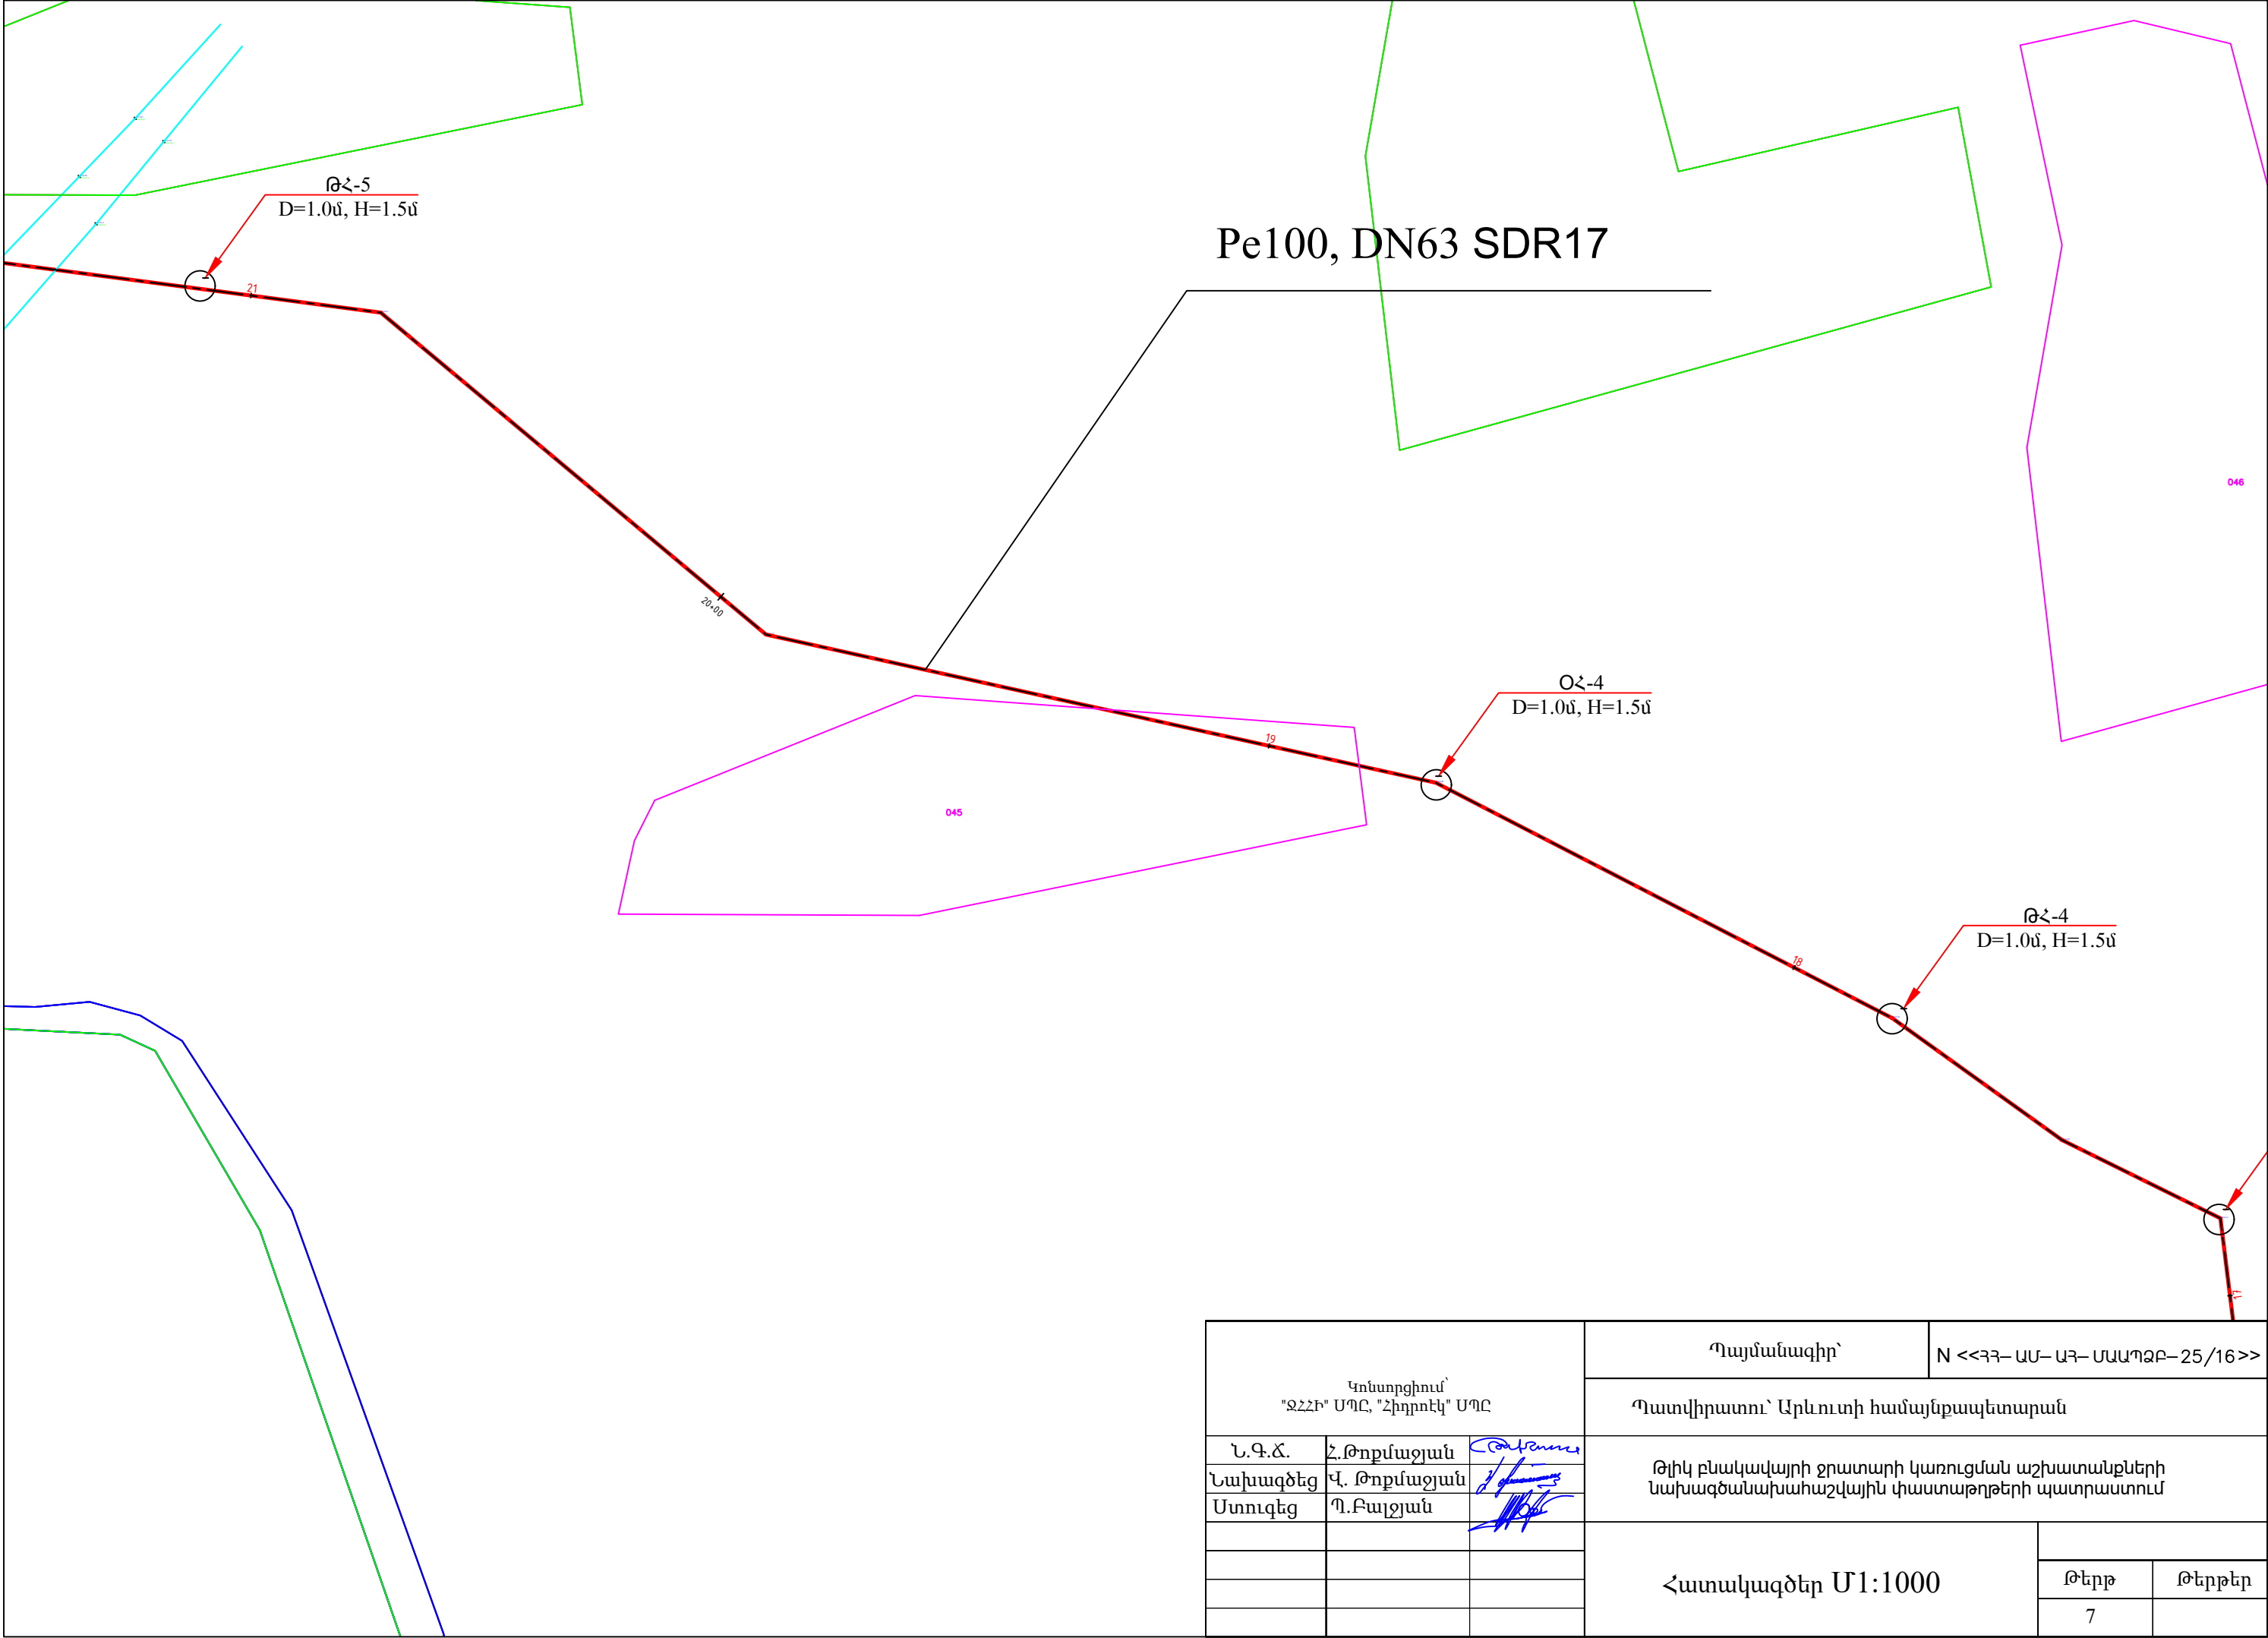 ԹՀ-5
D=1.0մ, H=1.5մ
21
Pe100, DN63 SDR17
046
20+00
ՕՀ-4
D=1.0մ, H=1.5մ
19
045
ԹՀ-4
D=1.0մ, H=1.5մ
18
17
Կոնսորցիում՝
"ՋՀՀԻ" ՍՊԸ, "Հիդրոէկ" ՍՊԸ
Պայմանագիր՝
N <<ՀՀ-ԱՄ-ԱՀ-ՄԱԱՊՁԲ-25/16>>
Պատվիրատու՝ Արևուտի համայնքապետարան
Ն.Գ.Ճ. Հ.Թոքմաջյան
Նախագծեց Վ. Թոքմաջյան
Ստուգեց Պ.Բալջյան
Թլիկ բնակավայրի ջրատարի կառուցման աշխատանքների
նախագծանախահաշվային փաստաթղթերի պատրաստում
Հատակագծեր Մ1:1000
Թերթ Թերթեր
7